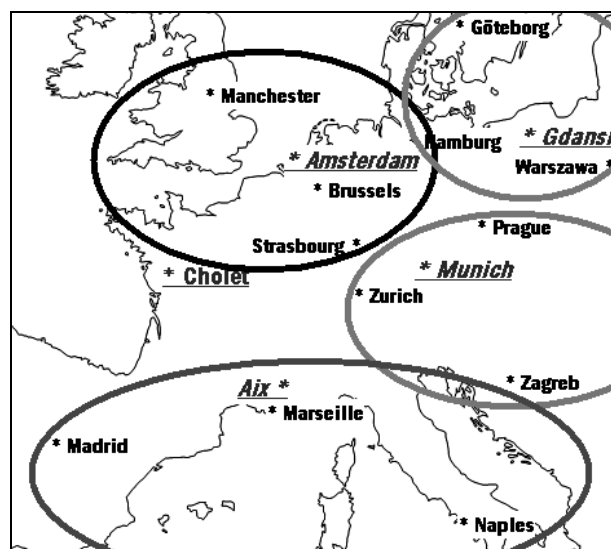 * Göteborg
* Manchester
Hamburg
* Gdansk
* Amsterdam
Warszawa *
* Brussels
* Prague
Strasbourg *
* Munich
* Cholet
* Zurich
* Zagreb
Aix *
* Marseille
* Madrid
* Naples